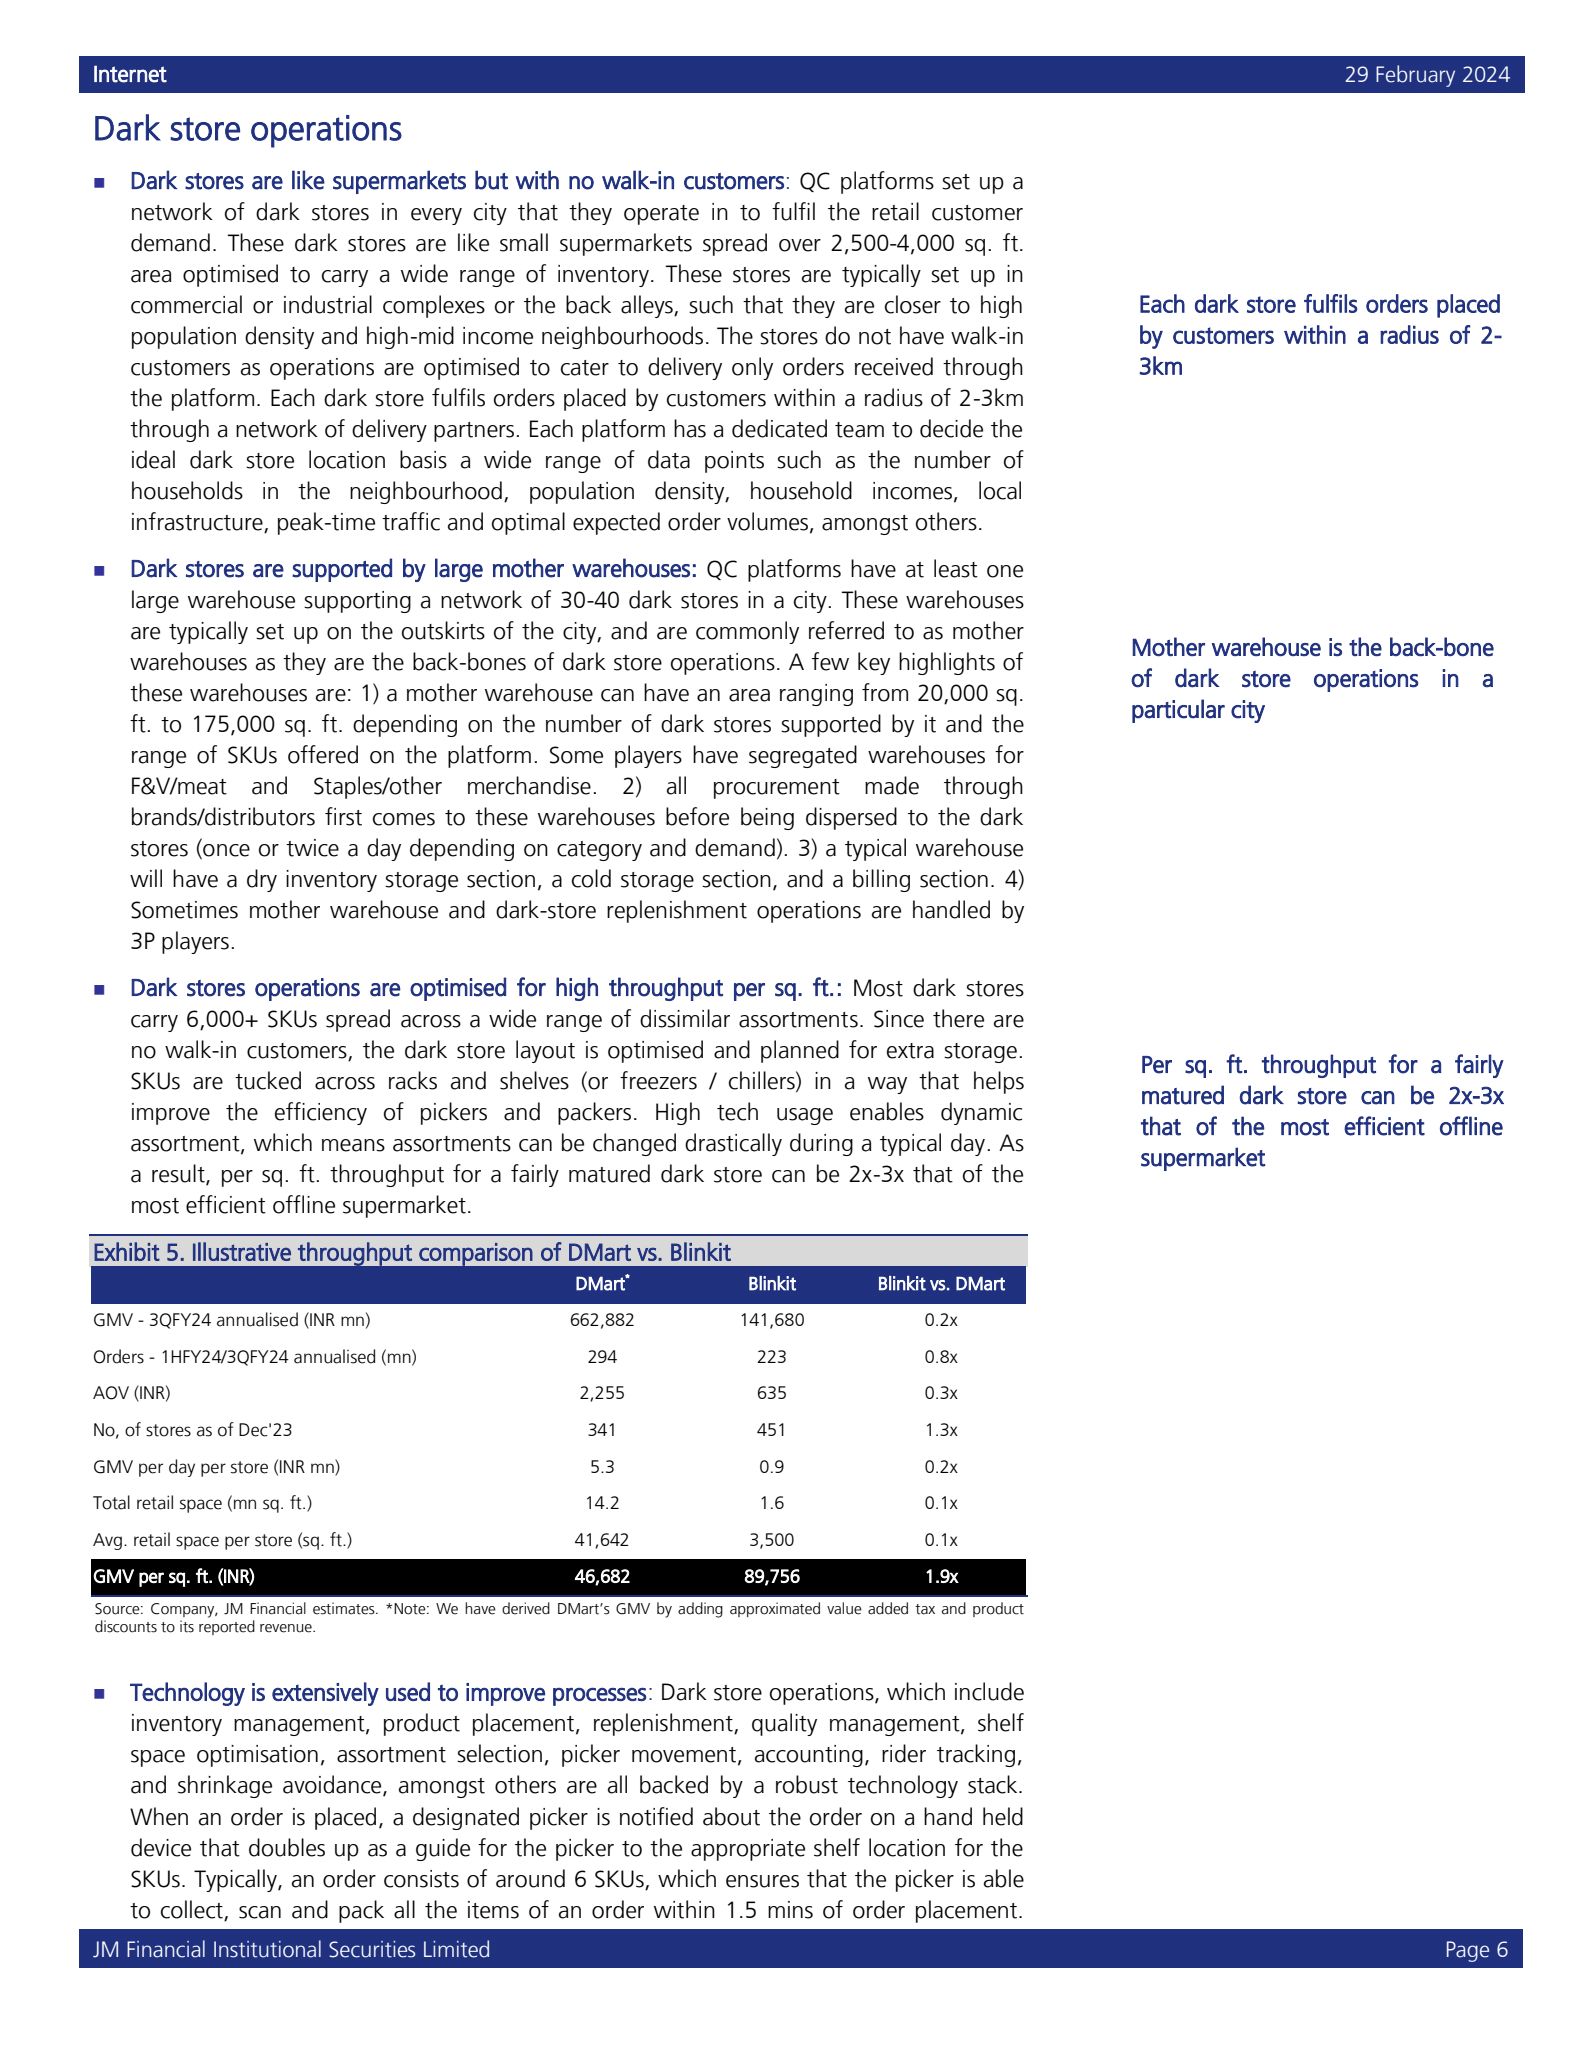 Internet 29 February 2024
Dark store operations
■ Dark stores are like supermarkets but with no walk-in customers: QC platforms set up a
network of dark stores in every city that they operate in to fulfil the retail customer
demand. These dark stores are like small supermarkets spread over 2,500-4,000 sq. ft.
area optimised to carry a wide range of inventory. These stores are typically set up in
commercial or industrial complexes or the back alleys, such that they are closer to high
population density and high-mid income neighbourhoods. The stores do not have walk-in
customers as operations are optimised to cater to delivery only orders received through
the platform. Each dark store fulfils orders placed by customers within a radius of 2-3km
through a network of delivery partners. Each platform has a dedicated team to decide the
ideal dark store location basis a wide range of data points such as the number of
households in the neighbourhood, population density, household incomes, local
infrastructure, peak-time traffic and optimal expected order volumes, amongst others.
Each dark store fulfils orders placed
by customers within a radius of 2-
3km
■ Dark stores are supported by large mother warehouses: QC platforms have at least one
large warehouse supporting a network of 30-40 dark stores in a city. These warehouses
are typically set up on the outskirts of the city, and are commonly referred to as mother
warehouses as they are the back-bones of dark store operations. A few key highlights of
these warehouses are: 1) a mother warehouse can have an area ranging from 20,000 sq.
ft. to 175,000 sq. ft. depending on the number of dark stores supported by it and the
range of SKUs offered on the platform. Some players have segregated warehouses for
F&V/meat and Staples/other merchandise. 2) all procurement made through
brands/distributors first comes to these warehouses before being dispersed to the dark
stores (once or twice a day depending on category and demand). 3) a typical warehouse
will have a dry inventory storage section, a cold storage section, and a billing section. 4)
Sometimes mother warehouse and dark-store replenishment operations are handled by
3P players.
Mother warehouse is the back-bone
of dark store operations in a
particular city
■ Dark stores operations are optimised for high throughput per sq. ft.: Most dark stores
carry 6,000+ SKUs spread across a wide range of dissimilar assortments. Since there are
no walk-in customers, the dark store layout is optimised and planned for extra storage.
SKUs are tucked across racks and shelves (or freezers / chillers) in a way that helps
improve the efficiency of pickers and packers. High tech usage enables dynamic
assortment, which means assortments can be changed drastically during a typical day. As
a result, per sq. ft. throughput for a fairly matured dark store can be 2x-3x that of the
most efficient offline supermarket.
Per sq. ft. throughput for a fairly
matured dark store can be 2x-3x
that of the most efficient offline
supermarket
Exhibit 5. Illustrative throughput comparison of DMart vs. Blinkit
DMart* Blinkit Blinkit vs. DMart
GMV - 3QFY24 annualised (INR mn) 662,882 141,680 0.2x
Orders - 1HFY24/3QFY24 annualised (mn) 294 223 0.8x
AOV (INR) 2,255 635 0.3x
No, of stores as of Dec'23 341 451 1.3x
GMV per day per store (INR mn) 5.3 0.9 0.2x
Total retail space (mn sq. ft.) 14.2 1.6 0.1x
Avg. retail space per store (sq. ft.) 41,642 3,500 0.1x
GMV per sq. ft. (INR) 46,682 89,756 1.9x
Source: Company, JM Financial estimates. *Note: We have derived DMart’s GMV by adding approximated value added tax and product
discounts to its reported revenue.
■ Technology is extensively used to improve processes: Dark store operations, which include
inventory management, product placement, replenishment, quality management, shelf
space optimisation, assortment selection, picker movement, accounting, rider tracking,
and shrinkage avoidance, amongst others are all backed by a robust technology stack.
When an order is placed, a designated picker is notified about the order on a hand held
device that doubles up as a guide for the picker to the appropriate shelf location for the
SKUs. Typically, an order consists of around 6 SKUs, which ensures that the picker is able
to collect, scan and pack all the items of an order within 1.5 mins of order placement.
JM Financial Institutional Securities Limited Page 6